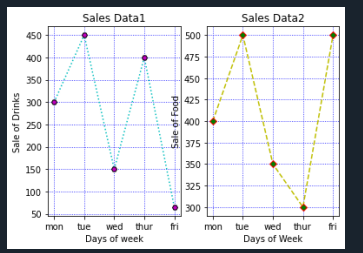 Sales Data1
450
400
350
300
250
200
150
100
50
Sale of Drinks
mon tue wed thur fri
Days of week
Sales Data2
500
475
450
425
400
375
350
325
300
Sale of Food
mon tue wed thur fri
Days of Week